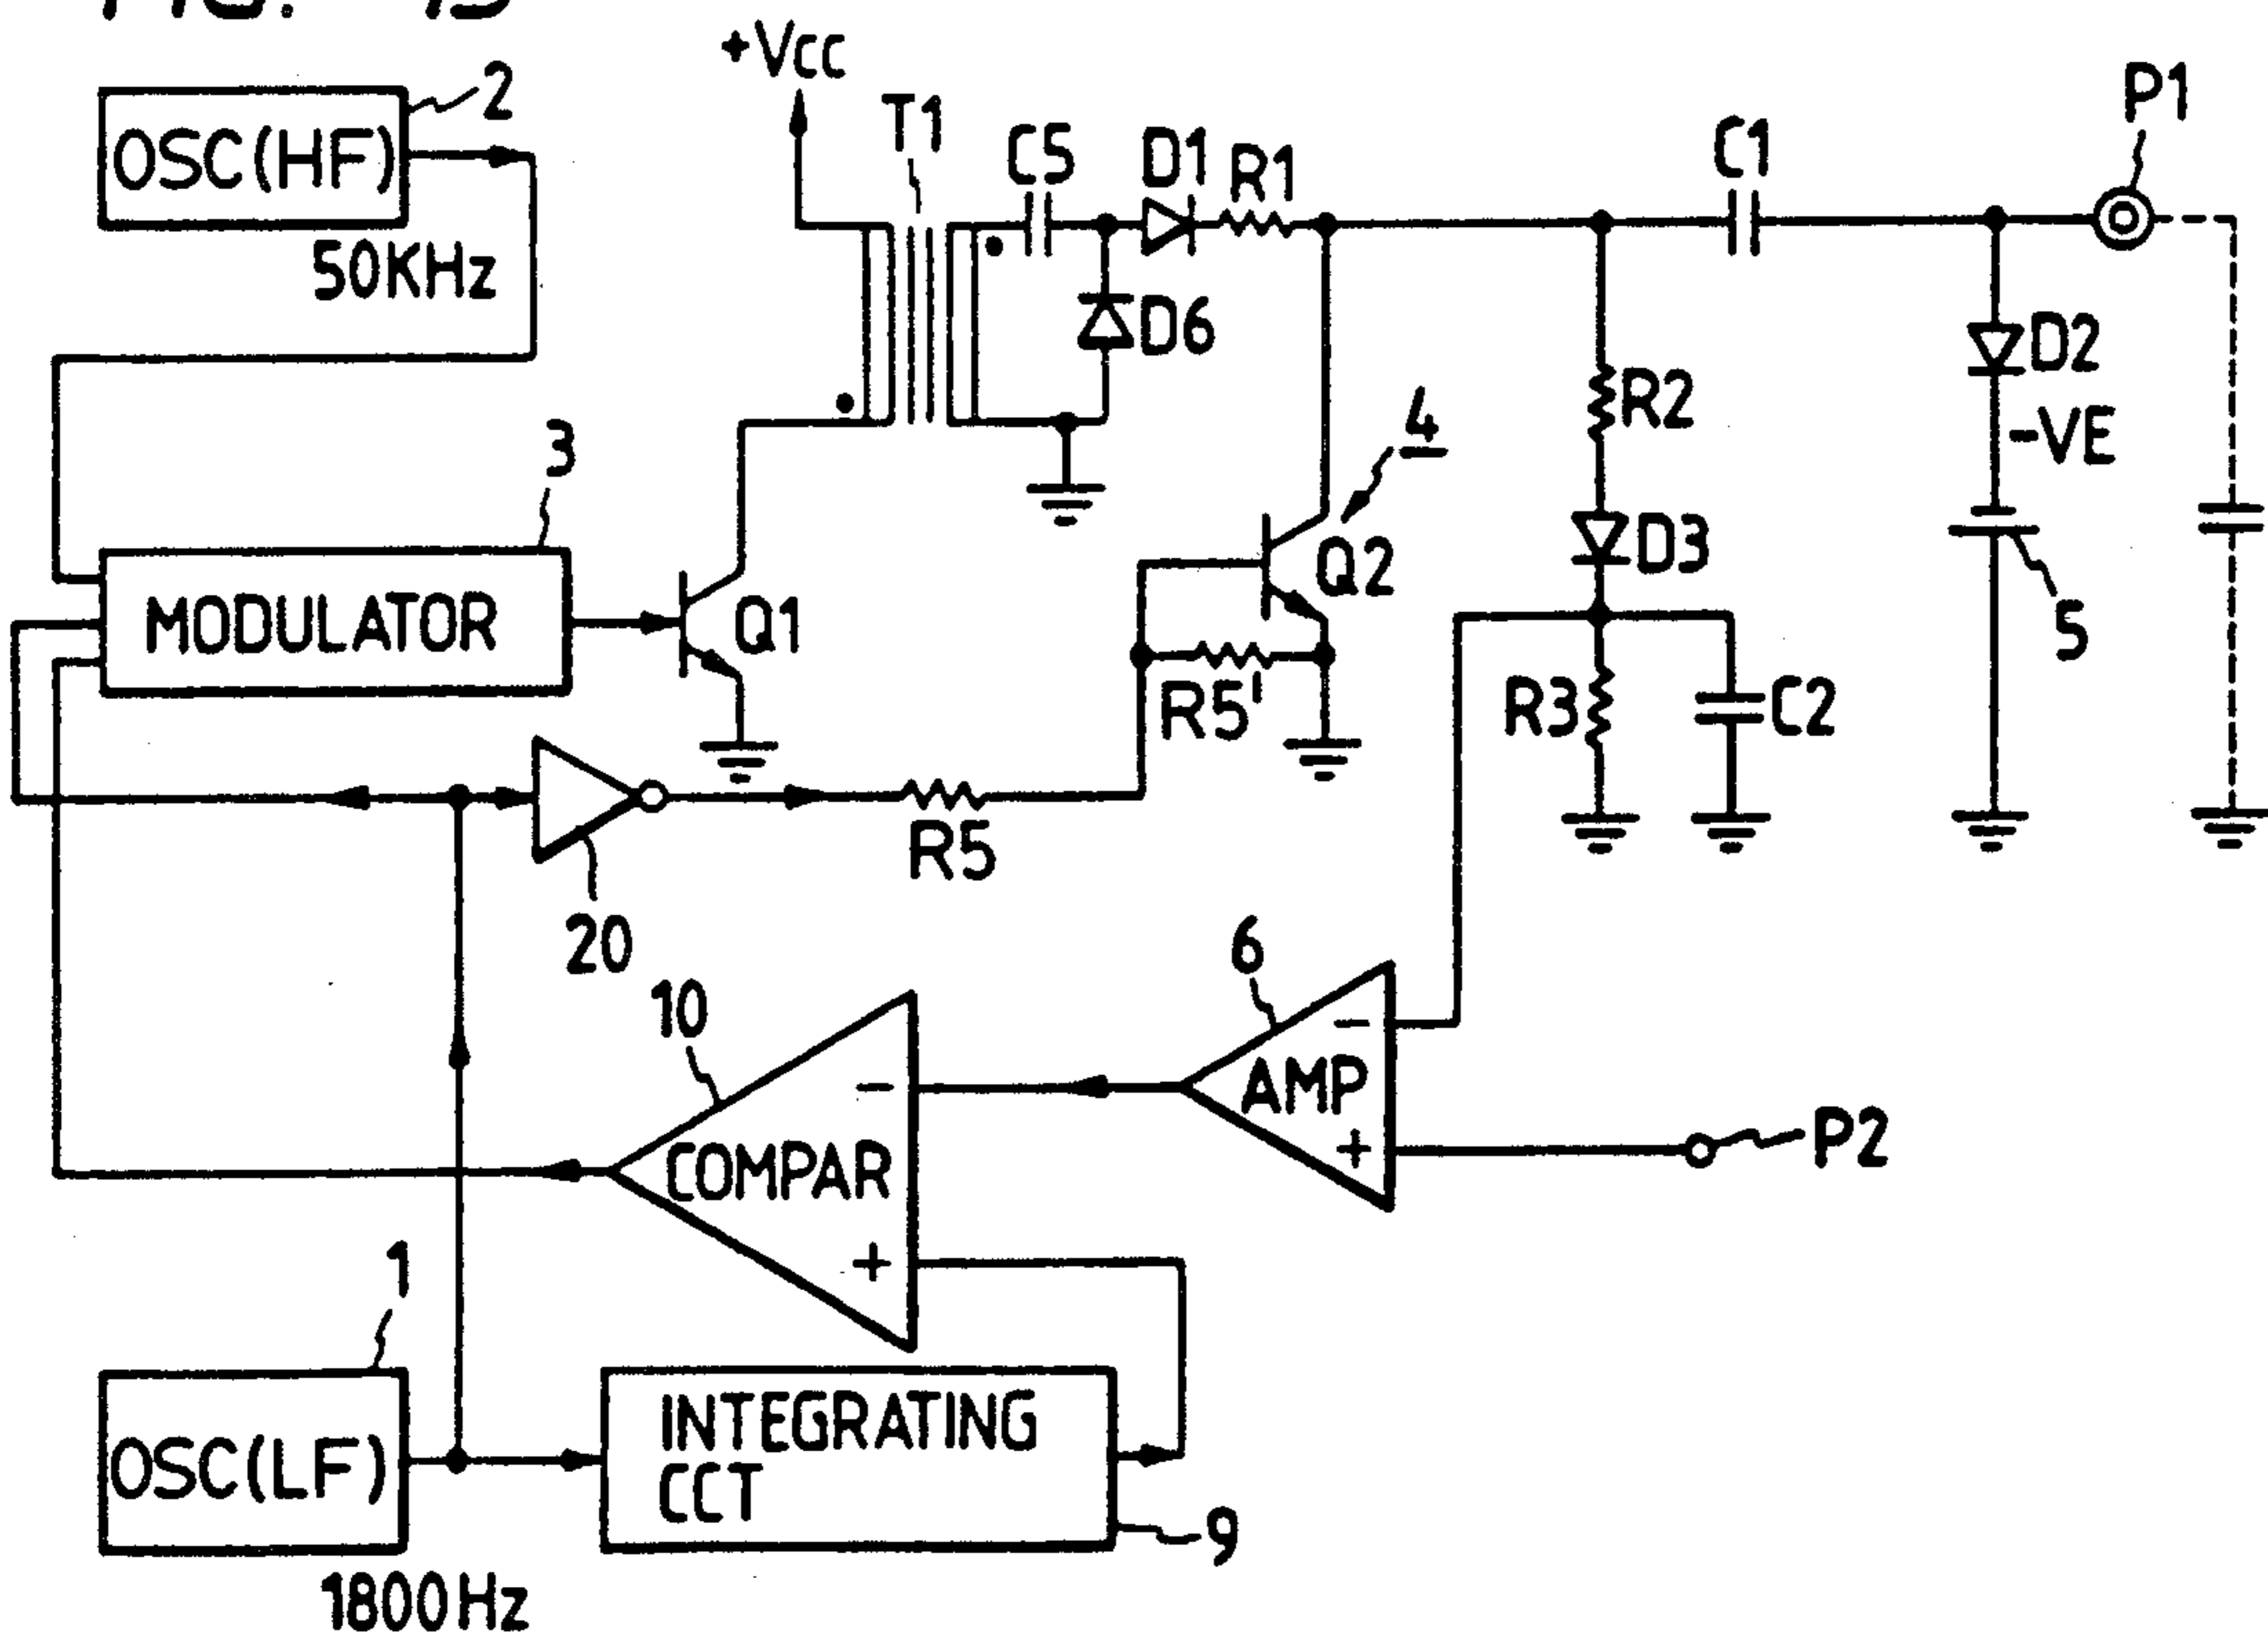 +Vcc
2
P1
T1
C5
D1
R1
C1
OSC(HF)
50KHz
D6
D2
R2
-VE
4
3
D3
Q2
MODULATOR
Q1
5
R5'
R3
C2
R5
20
6
10
-
-
AMP
+
P2
COMPAR
+
1
INTEGRATING
CCT
OSC(LF)
9
1800Hz